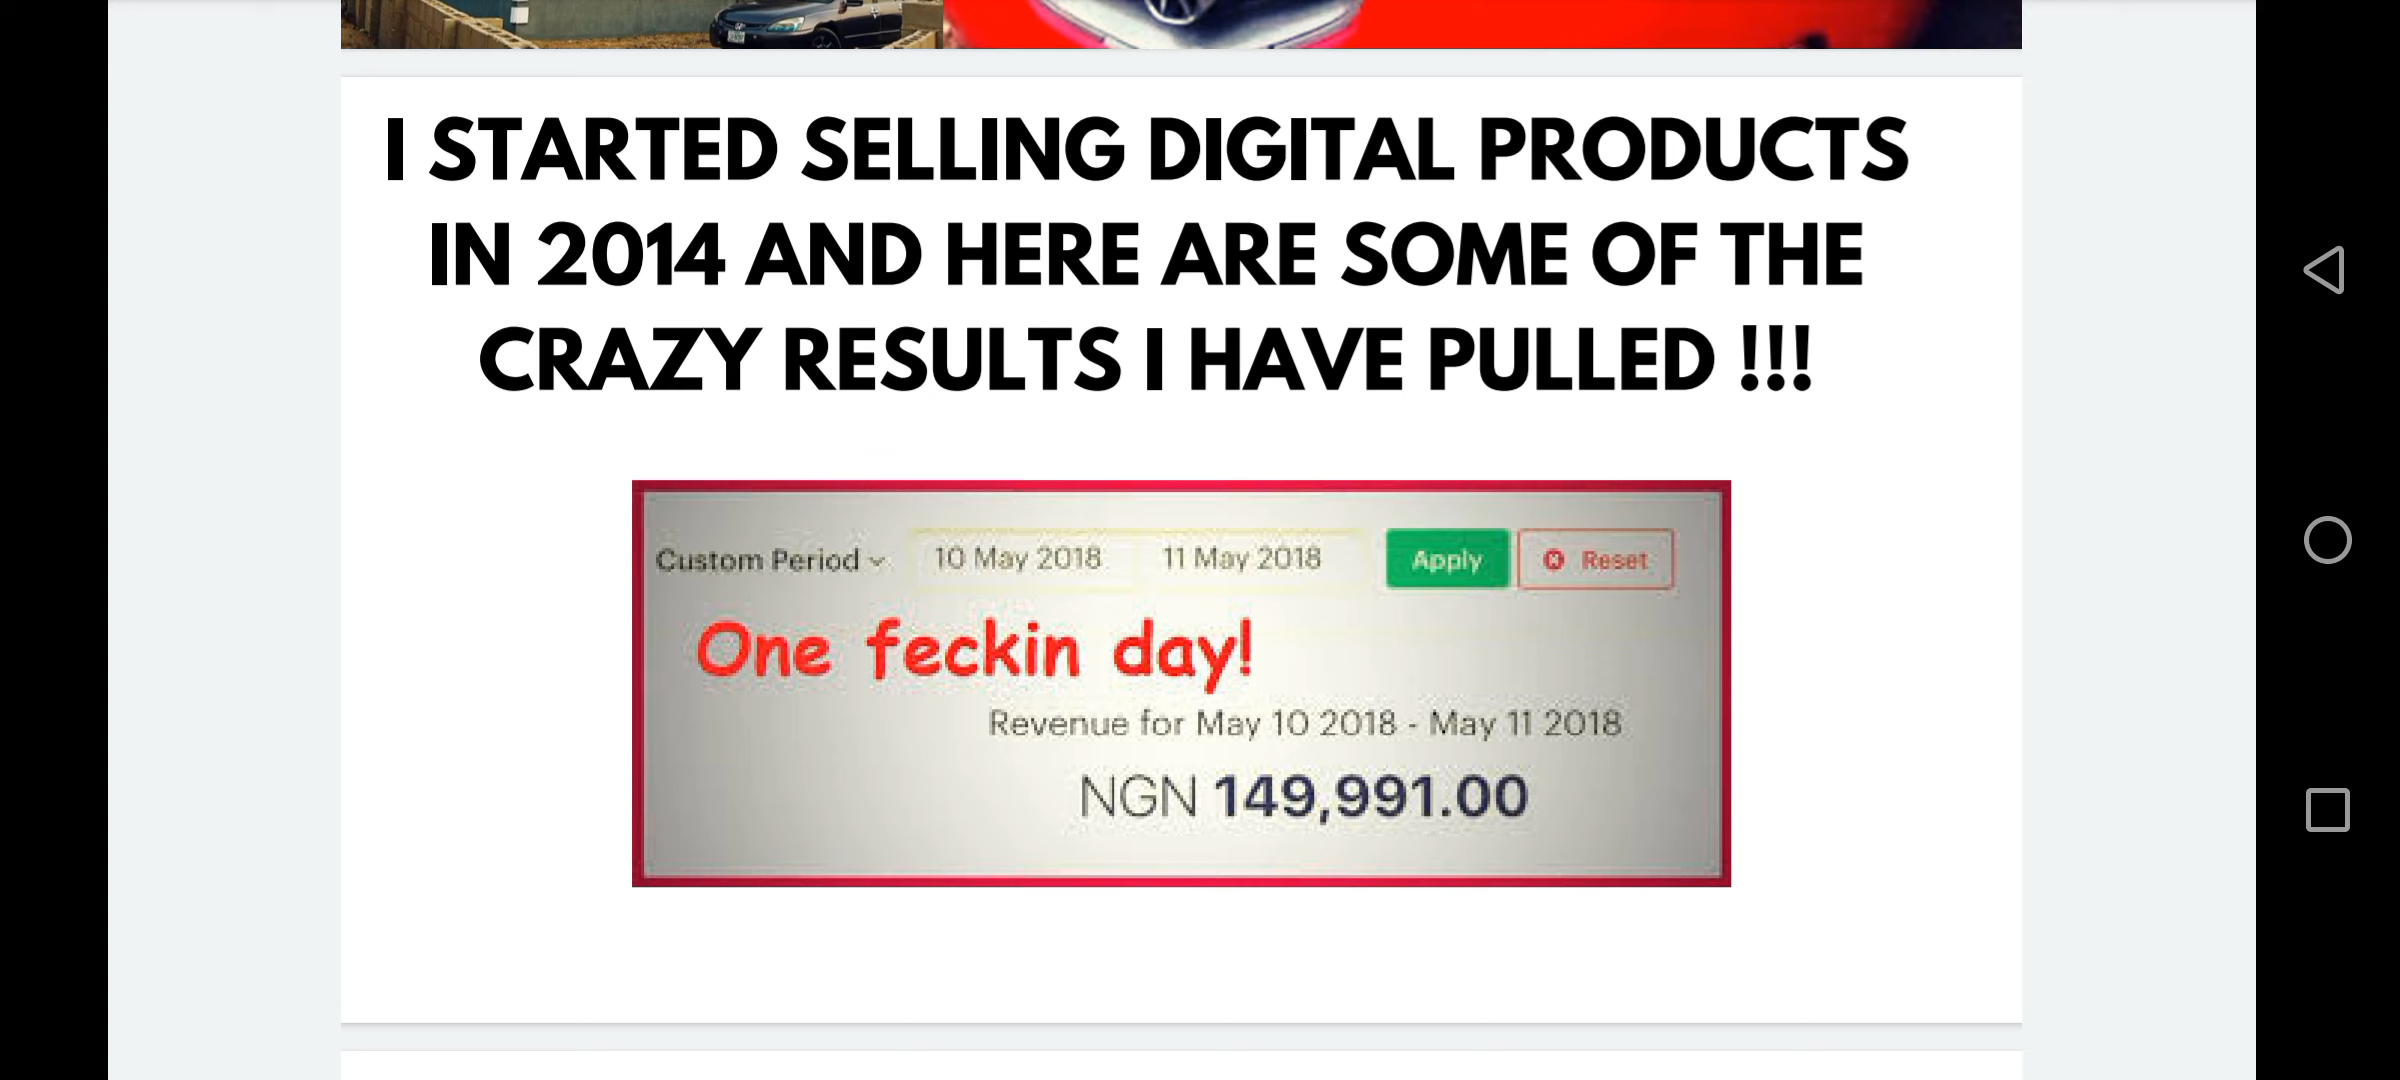 I STARTED SELLING DIGITAL PRODUCTS
IN 2014 AND HERE ARE SOME OF THE
CRAZY RESULTS I HAVE PULLED !!!
Custom Period 10 May 2018 11 May 2018 Apply Reset
One feckin day!
Revenue for May 10 2018 - May 11 2018
NGN 149,991.00